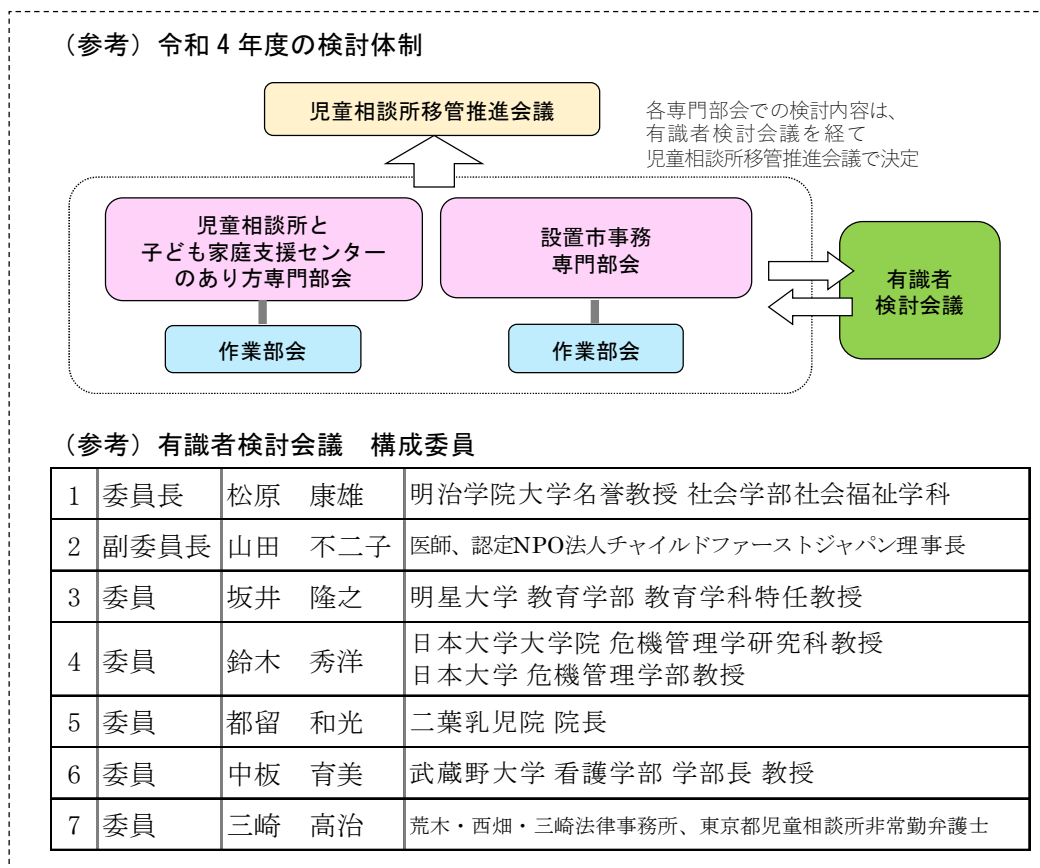 （参考）令和４年度の検討体制
児童相談所移管推進会議
各専門部会での検討内容は、
有識者検討会議を経て
児童相談所移管推進会議で決定
児童相談所と
子ども家庭支援センター
のあり方専門部会
設置市事務
専門部会
有識者
検討会議
作業部会
作業部会
（参考）有識者検討会議　構成委員
1 委員長 松原　康雄 明治学院大学名誉教授 社会学部社会福祉学科
2 副委員長 山田　不二子 医師、認定NPO法人チャイルドファーストジャパン理事長
3 委員 坂井　隆之 明星大学 教育学部 教育学科特任教授
4 委員 鈴木　秀洋 日本大学大学院 危機管理学研究科教授
日本大学 危機管理学部教授
5 委員 都留　和光 二葉乳児院 院長
6 委員 中板　育美 武蔵野大学 看護学部 学部長 教授
7 委員 三崎　高治 荒木・西畑・三崎法律事務所、東京都児童相談所非常勤弁護士